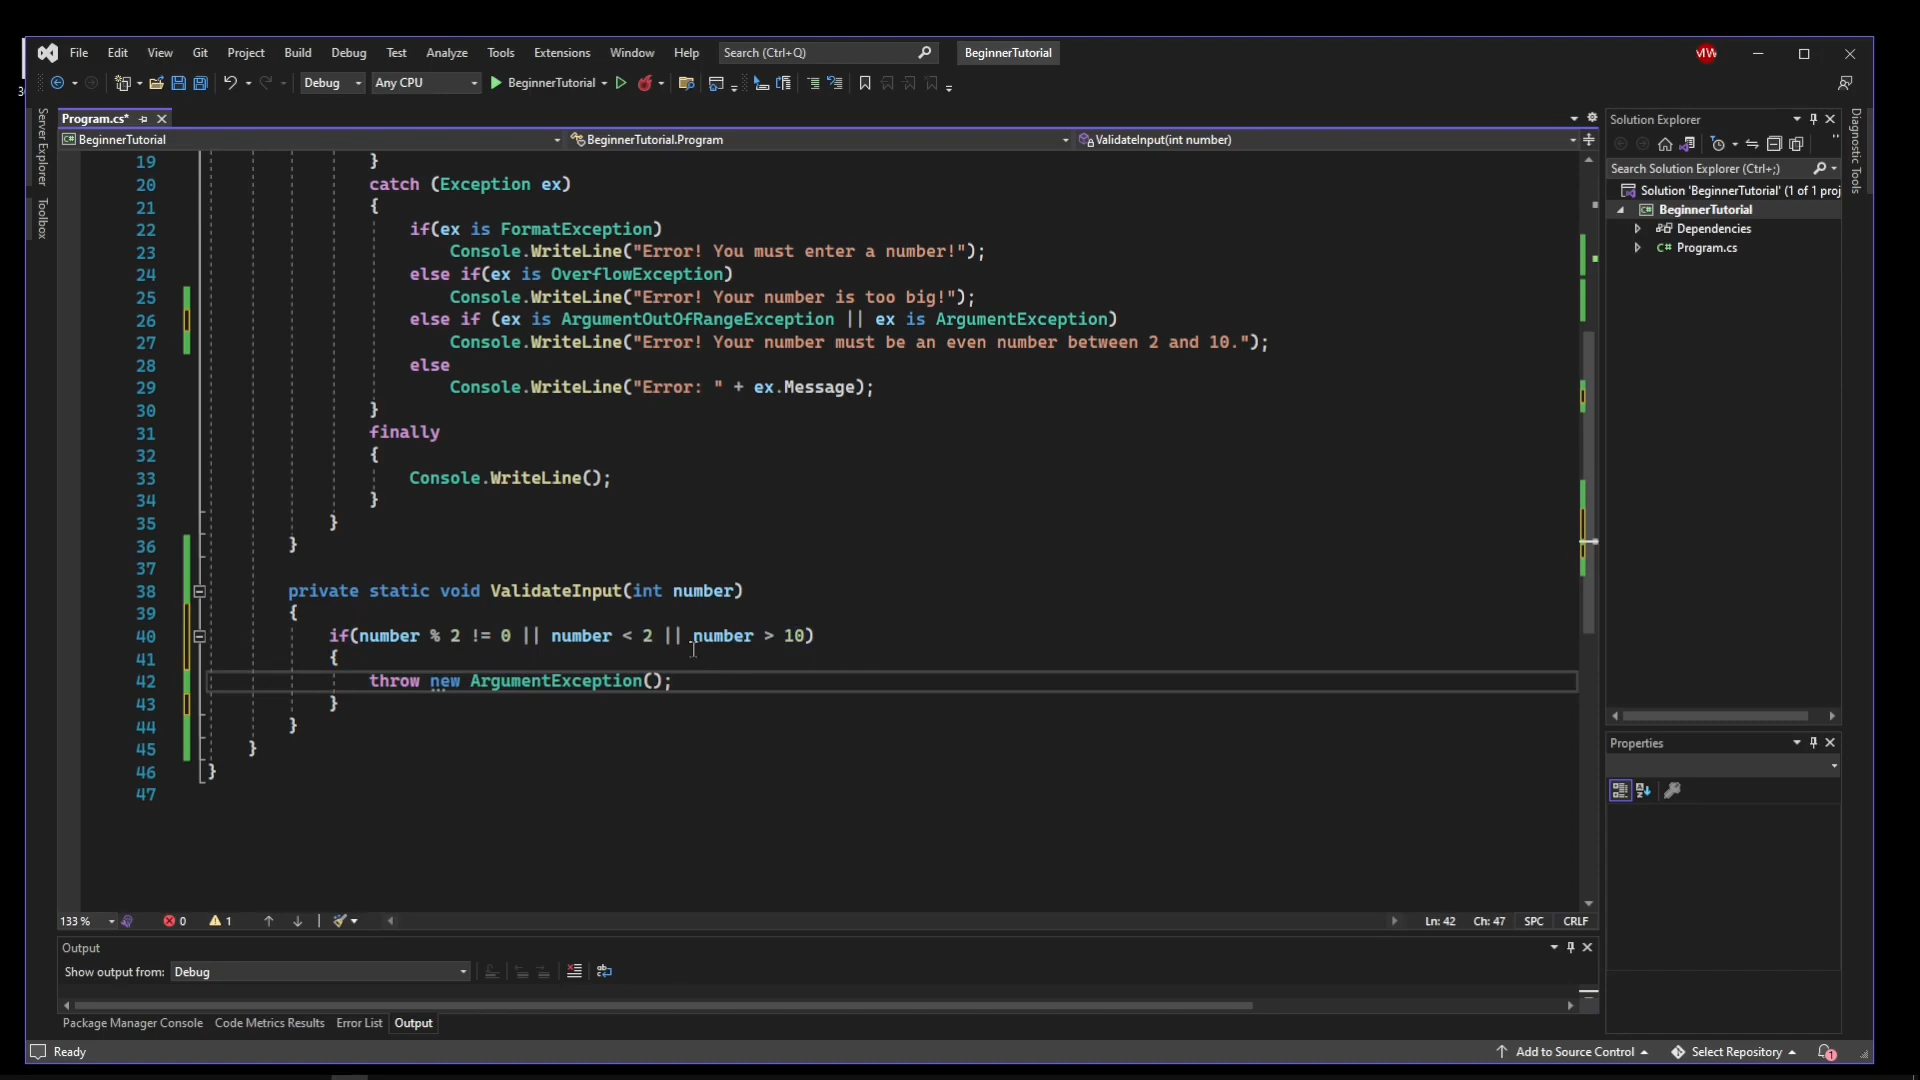 File Edit View Git Project Build Debug Test Analyze Tools Extensions Window Help Search (Ctrl+Q) BeginnerTutorial MW
Debug Any CPU BeginnerTutorial
Program.cs*
BeginnerTutorial BeginnerTutorial.Program ValidateInput(int number)
19 }
20 catch (Exception ex)
21 {
22 if(ex is FormatException)
23 Console.WriteLine("Error! You must enter a number!");
24 else if(ex is OverflowException)
25 Console.WriteLine("Error! Your number is too big!");
26 else if (ex is ArgumentOutOfRangeException || ex is ArgumentException)
27 Console.WriteLine("Error! Your number must be an even number between 2 and 10.");
28 else
29 Console.WriteLine("Error: " + ex.Message);
30 }
31 finally
32 {
33 Console.WriteLine();
34 }
35 }
36 }
37
38 private static void ValidateInput(int number)
39 {
40 if(number % 2 != 0 || number < 2 || number > 10)
41 {
42 throw new ArgumentException();
43 }
44 }
45 }
46 }
47
133 % 0 1 Ln: 42 Ch: 47 SPC CRLF
Output
Show output from: Debug
Package Manager Console Code Metrics Results Error List Output
Ready Add to Source Control Select Repository 1
Server Explorer
Toolbox
Solution Explorer
Search Solution Explorer (Ctrl+;)
Solution 'BeginnerTutorial' (1 of 1 proj
BeginnerTutorial
Dependencies
C# Program.cs
Properties
Diagnostic Tools